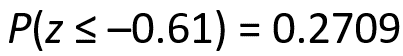 P(z ≤ –0.61) = 0.2709